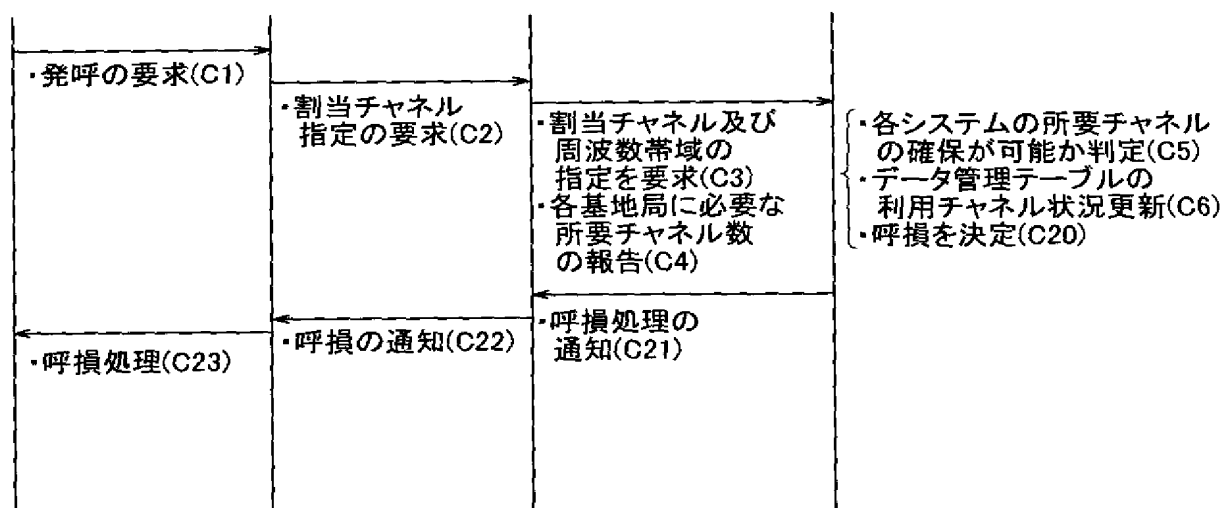 ・発呼の要求(C1)
・割当チャネル
指定の要求(C2)
・割当チャネル及び
周波数帯域の
指定を要求(C3)
・各基地局に必要な
所要チャネル数
の報告(C4)
・各システムの所要チャネル
の確保が可能か判定(C5)
・データ管理テーブルの
利用チャネル状況更新(C6)
・呼損を決定(C20)
・呼損処理の
通知(C21)
・呼損の通知(C22)
・呼損処理(C23)